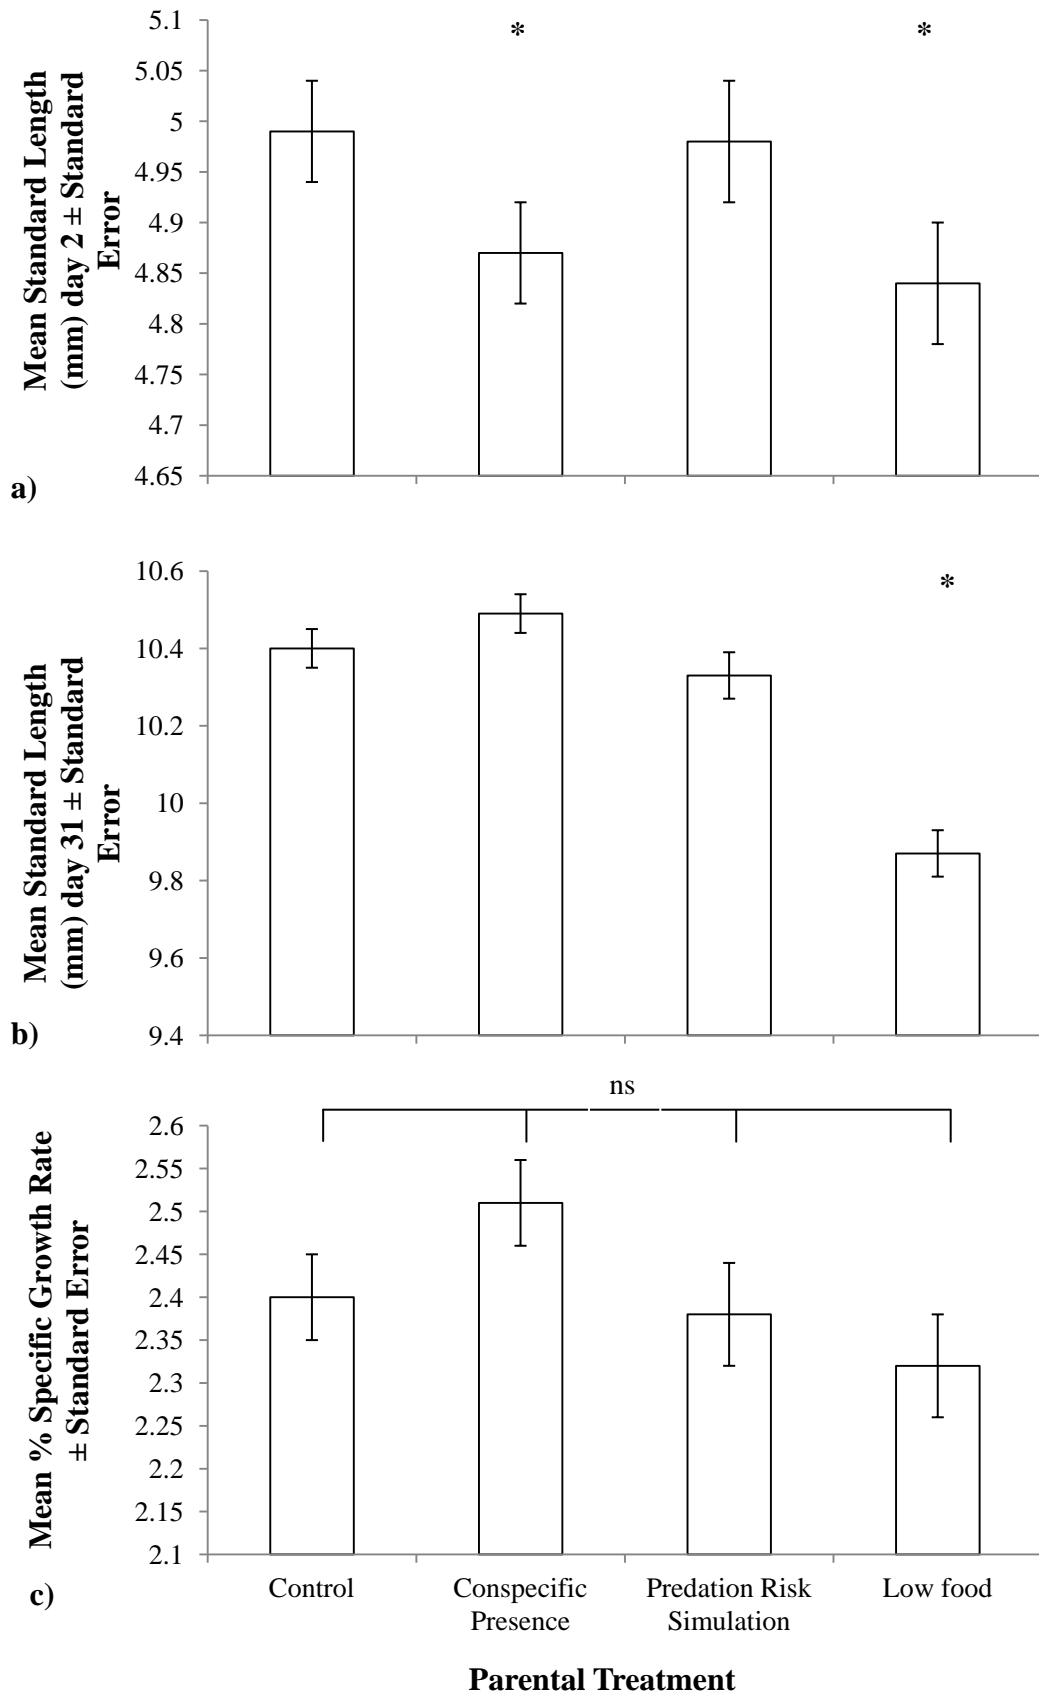 Mean Standard Length
(mm) day 2 ± Standard
Error
5.1
5.05
5
4.95
4.9
4.85
4.8
4.75
4.7
4.65
*
*
a)
Mean Standard Length
(mm) day 31 ± Standard
Error
10.6
10.4
10.2
10
9.8
9.6
9.4
*
b)
Mean % Specific Growth Rate
± Standard Error
ns
2.6
2.55
2.5
2.45
2.4
2.35
2.3
2.25
2.2
2.15
2.1
c)
Control
Conspecific
Presence
Predation Risk
Simulation
Low food
Parental Treatment